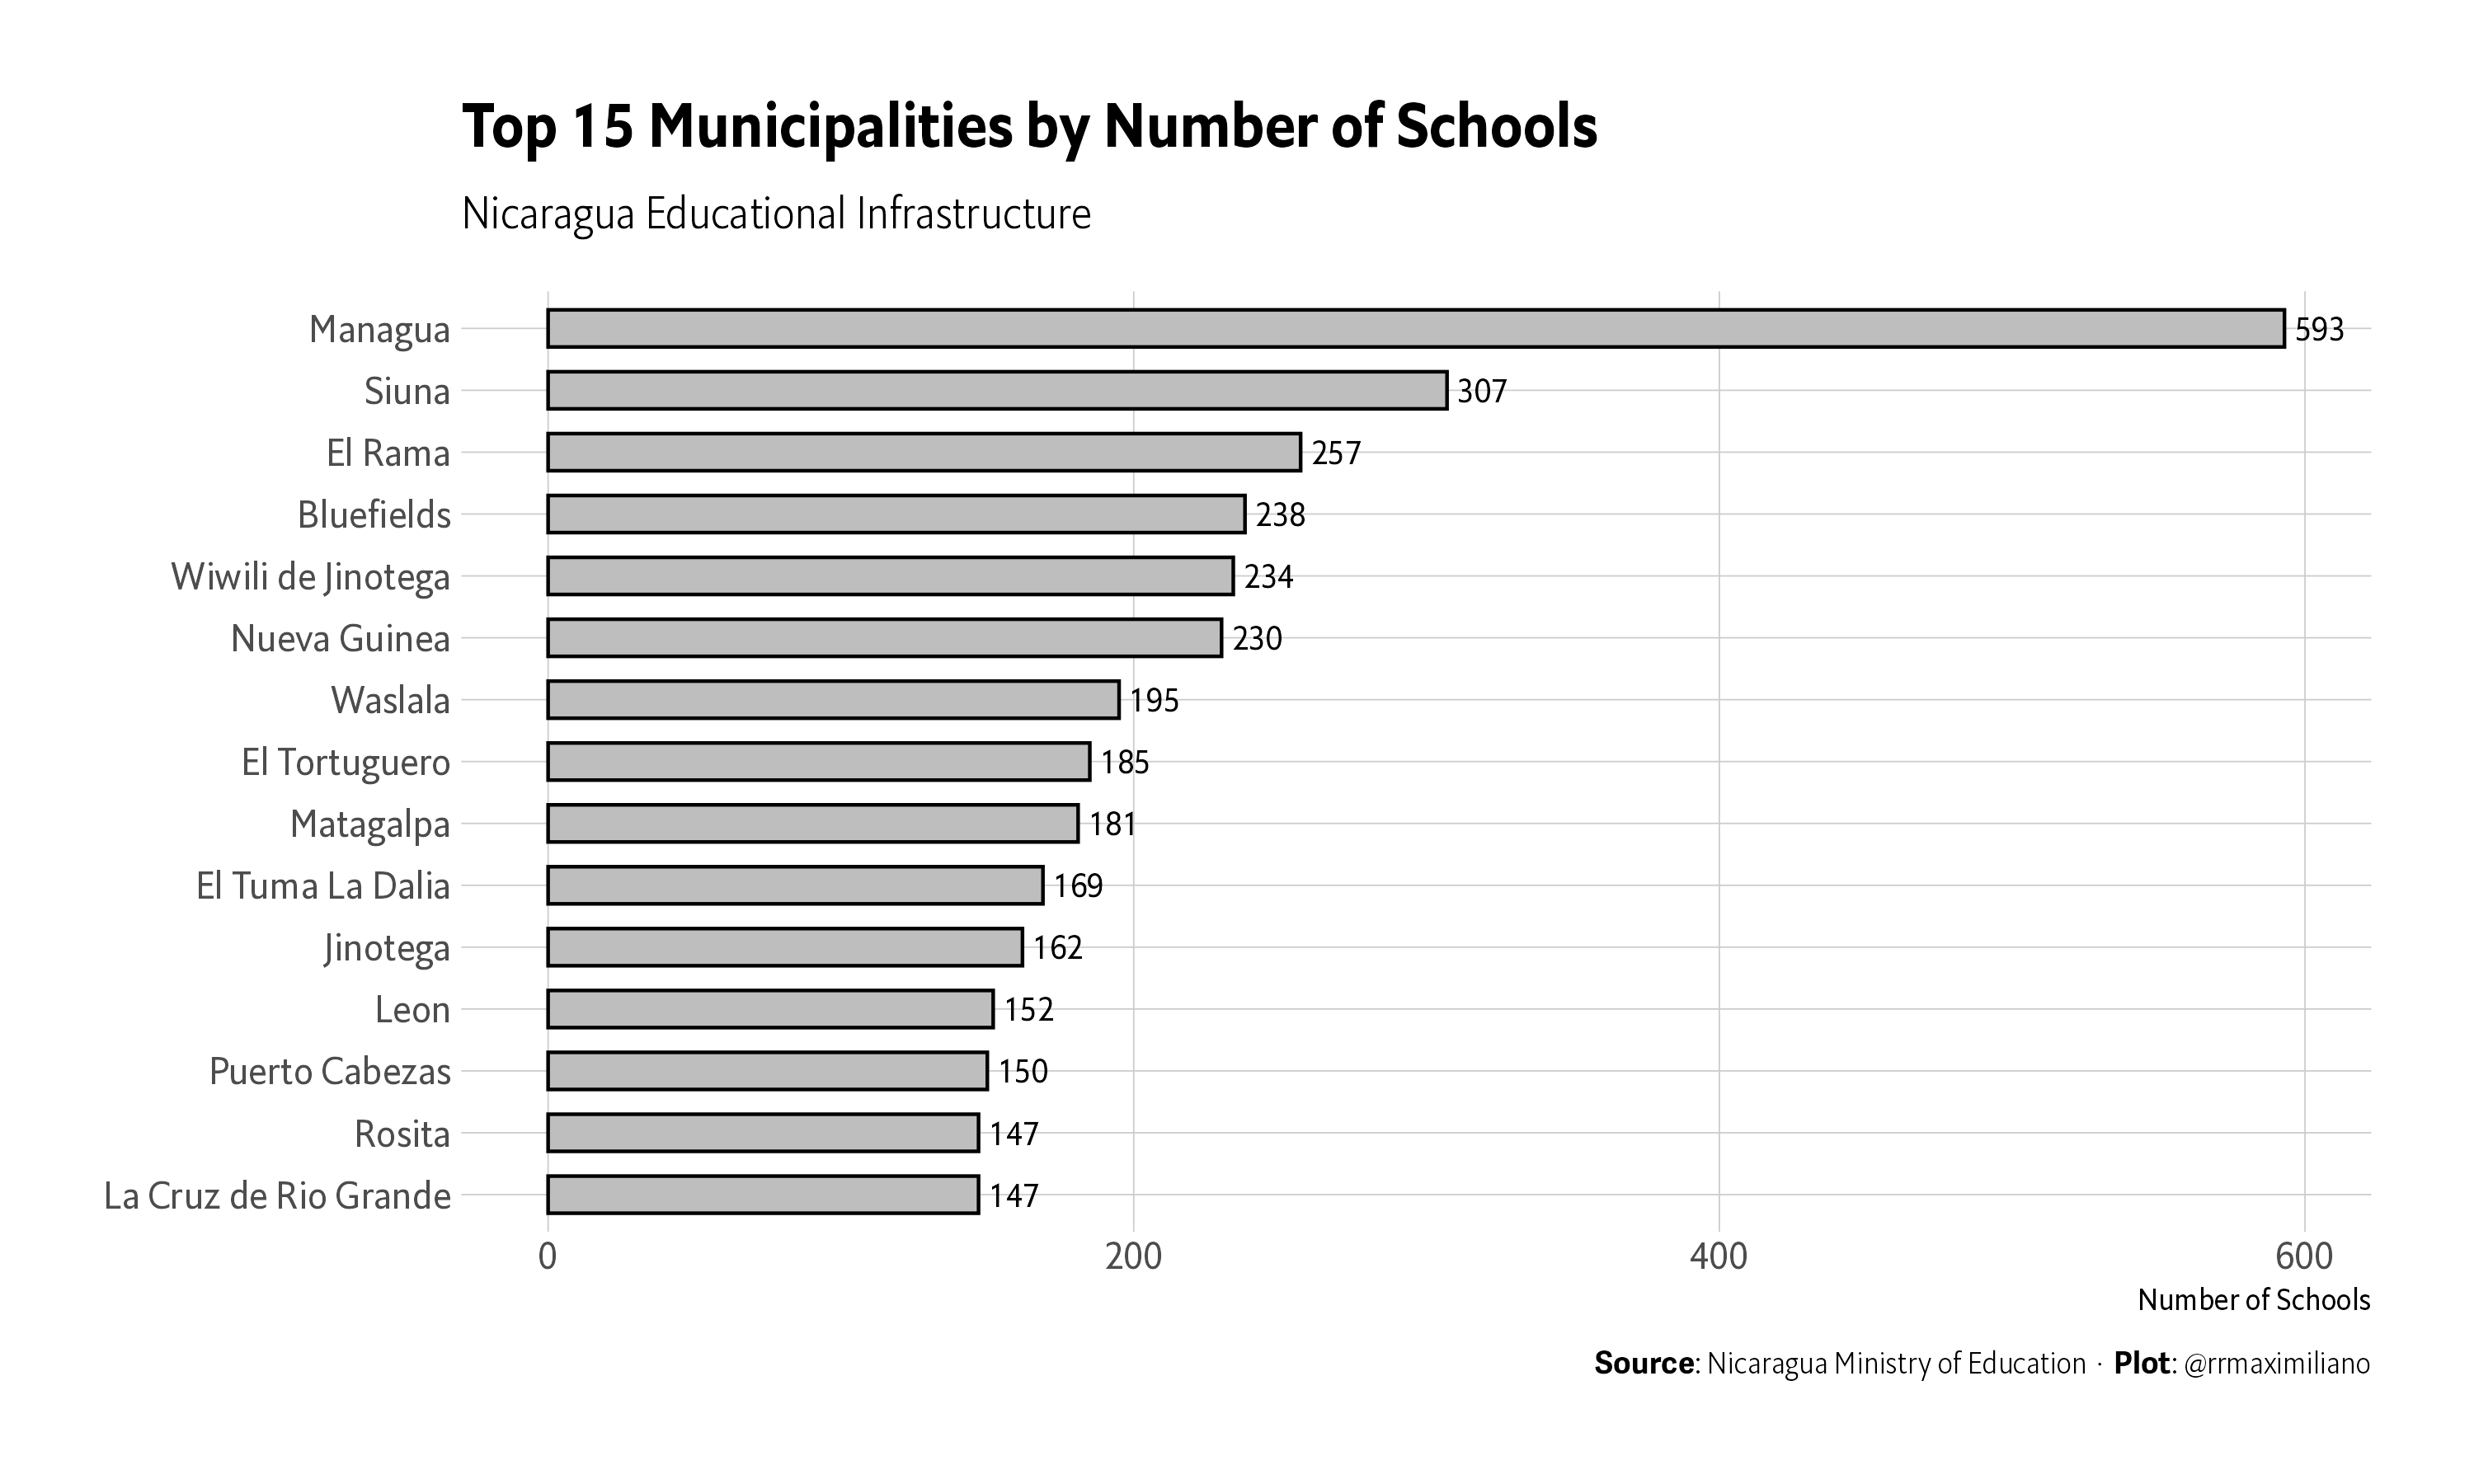 Top 15 Municipalities by Number of Schools
Nicaragua Educational Infrastructure
Managua 593
Siuna 307
El Rama 257
Bluefields 238
Wiwili de Jinotega 234
Nueva Guinea 230
Waslala 195
El Tortuguero 185
Matagalpa 181
El Tuma La Dalia 169
Jinotega 162
Leon 152
Puerto Cabezas 150
Rosita 147
La Cruz de Rio Grande 147
0 200 400 600
Number of Schools
Source: Nicaragua Ministry of Education · Plot: @rrmaximiliano